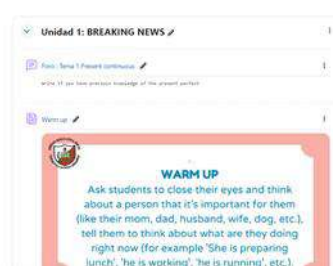 Unidad 1: BREAKING NEWS
Foro: Tema 1 Present continuous
Write if you have previous knowledge of the present perfect
Warm up
WARM UP
Ask students to close their eyes and think
about a person that it's important for them
(like their mom, dad, husband, wife, dog, etc.),
tell them to think about what are they doing
right now (for example 'She is preparing
lunch', 'he is working', 'he is running', etc.).